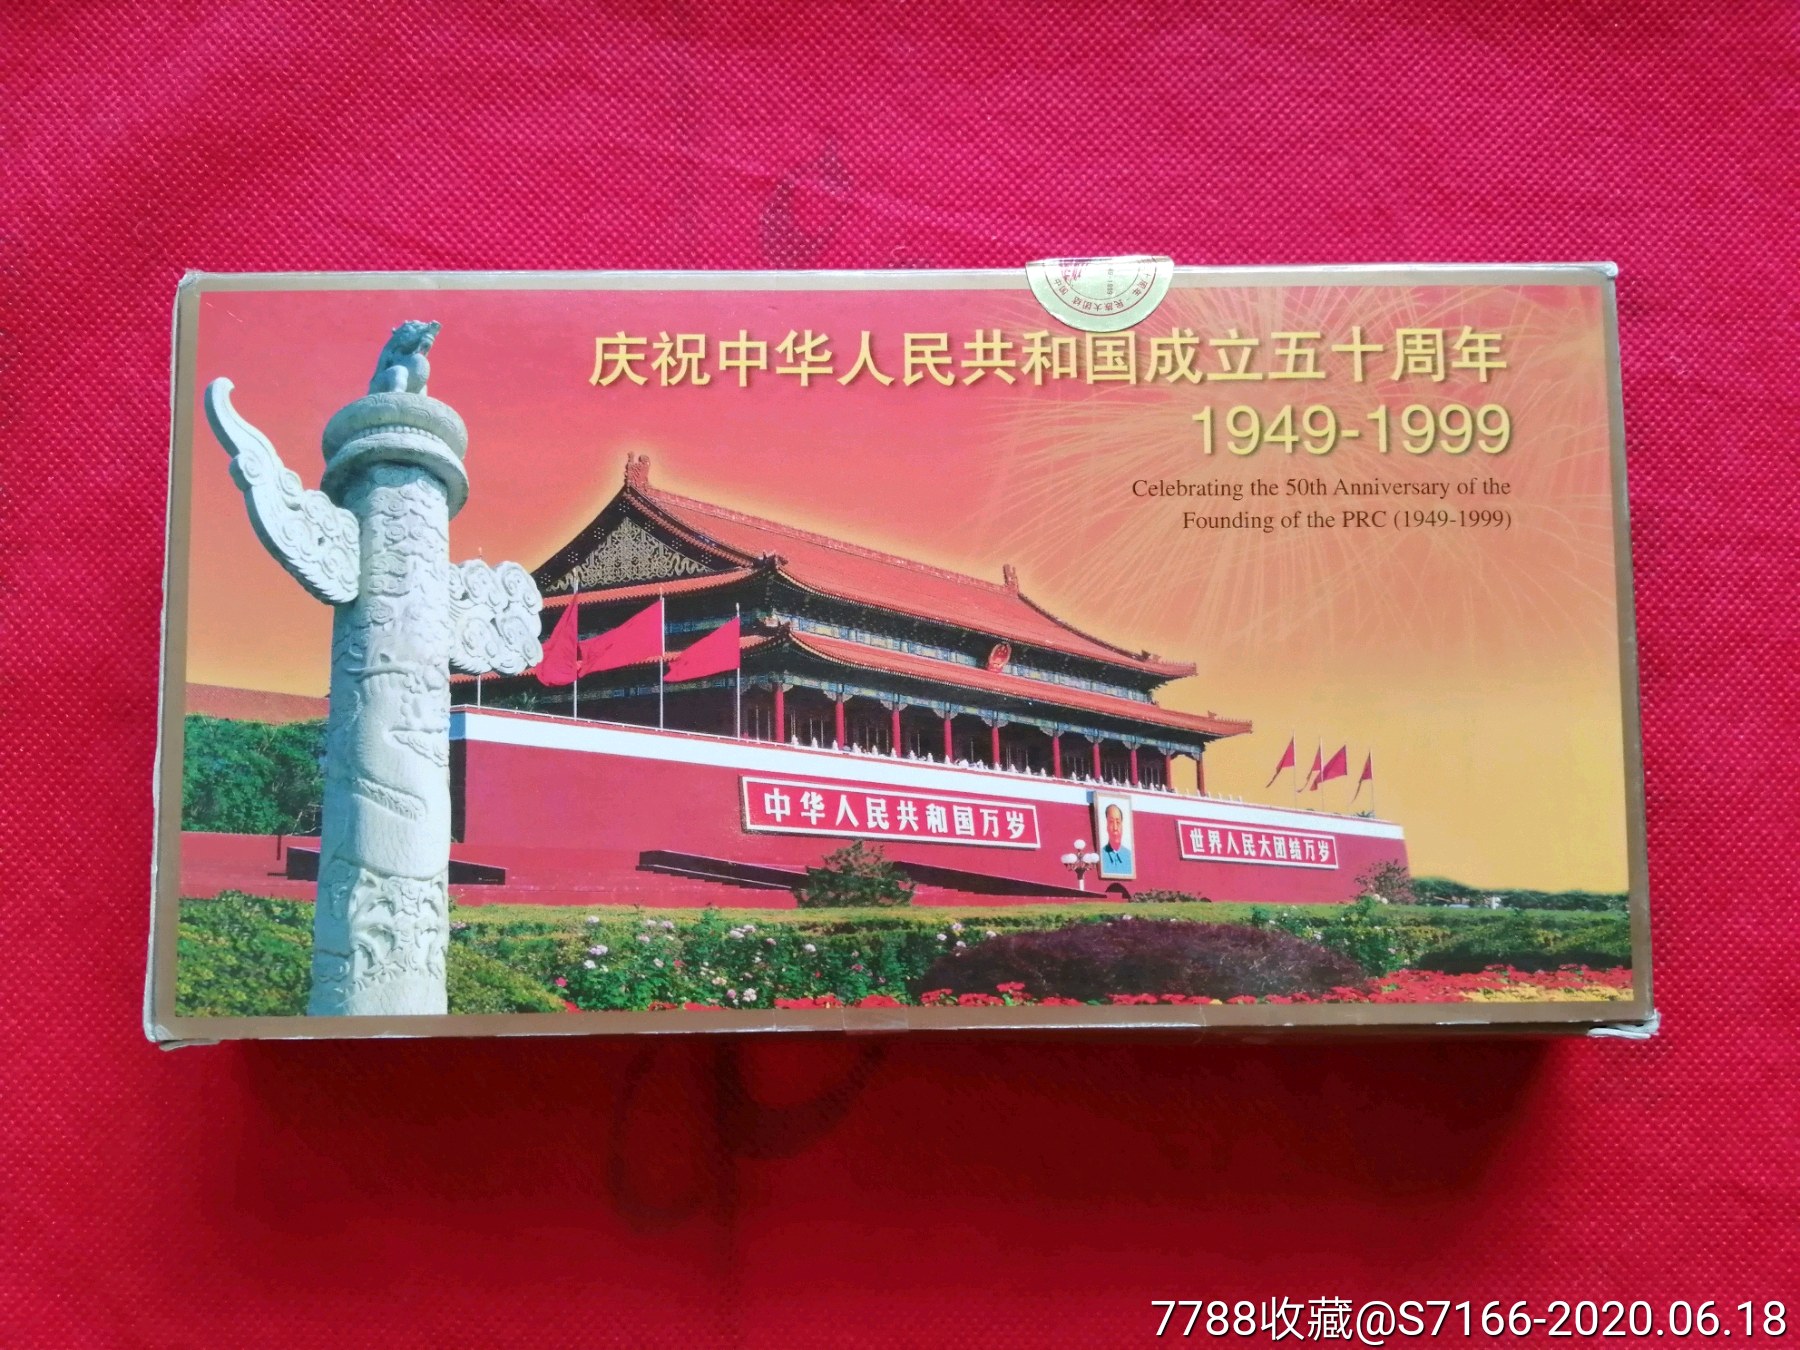 庆祝中华人民共和国成立五十周年
1949-1999
Celebrating the 50th Anniversary of the
Founding of the PRC (1949-1999)
中华人民共和国万岁
世界人民大团结万岁
7788收藏@S7166-2020.06.18